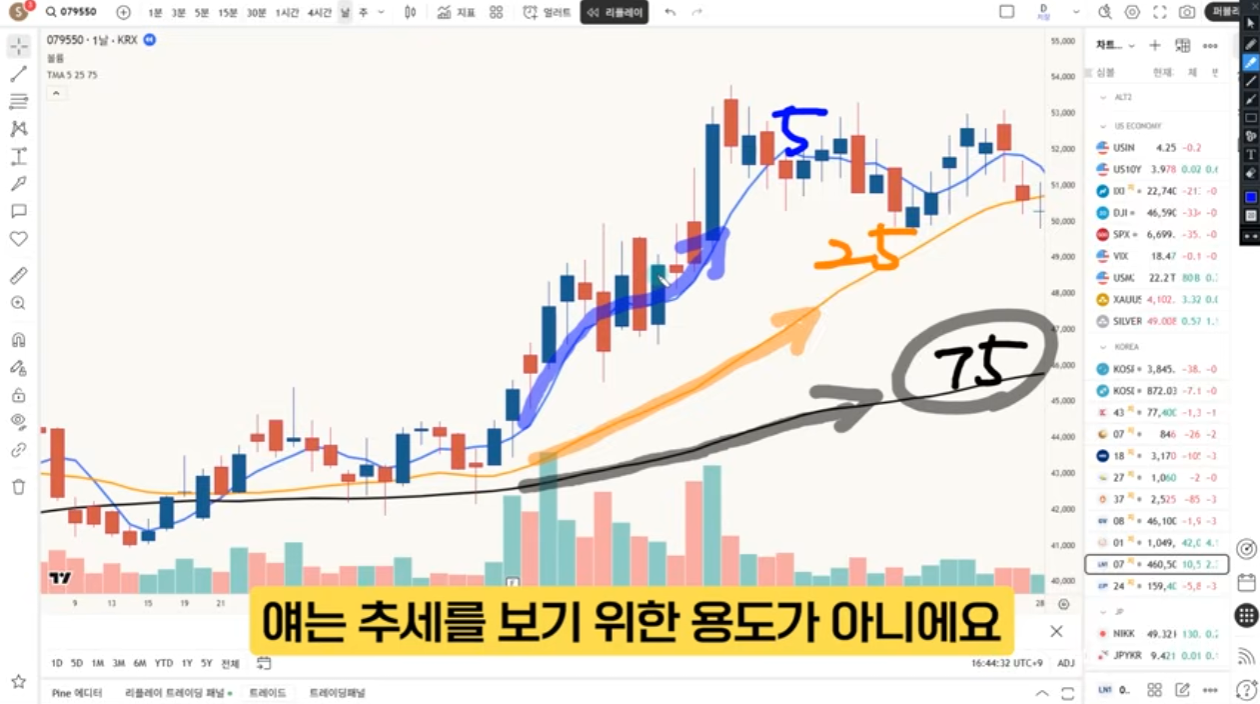 S 3 079550 1분 3분 5분 15분 30분 1시간 4시간 날 주 지표 얼러트 리플레이 D 저장 퍼블리
079550 · 1날 · KRX
볼륨
TMA 5 25 75
5
25
75
55,000
54,000
53,000
52,000
51,000
50,000
49,000
48,000
47,000
46,000
45,000
44,000
43,000
42,000
41,000
40,000
9 13 15 19 21 28
얘는 추세를 보기 위한 용도가 아니에요
1D 5D 1M 3M 6M YTD 1Y 5Y 전체 16:44:32 UTC+9 ADJ
Pine 에디터 리플레이 트레이딩 패널 트레이드 트레이딩패널
차트...
심볼 현재. 체
ALT2
US ECONOMY
USIN 4.25 -0.2
US10Y 3.978 0.02 0.6
IXI 22,740 -21: -0
DJI 46,590 -33 -0
SPX 6,699. -35. -0
VIX 18.47 -0.1 -0
USM 22.2T 80B 0.
XAUUS 4,102. 3.32 0.0
SILVER 49.008 0.57 1.
KOREA
KOSI 3,845. -38. -0
KOSI 872.03 -7.1 -0
43 77,400 -1,3 -1
07 846 -26 -2
18 3,170 -10 -3
27 1,060 -2 -0
37 2,525 -85 -3
08 46,100 -1,9 -3
01 1,049, 42,0 4.
07 460,50 10,5 2.
24 159,40 -5,8 -3
JP
NIKK 49,321 130. 0.2
JPYKR 9.421 0.01 0.
LNI 0..